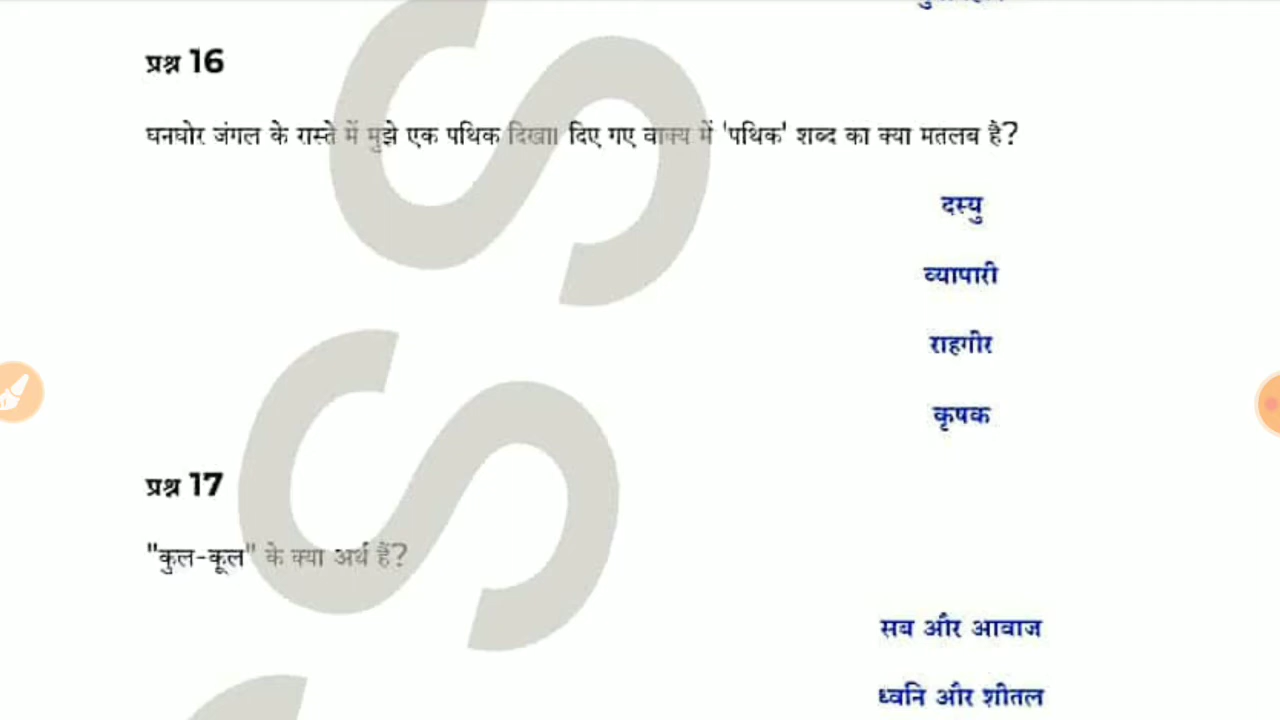 प्रश्न 16
घनघोर जंगल के रास्ते में मुझे एक पथिक दिखा। दिए गए वाक्य में 'पथिक' शब्द का क्या मतलब है?
दस्यु
व्यापारी
राहगीर
कृषक
प्रश्न 17
"कुल-कूल" के क्या अर्थ हैं?
सब और आवाज
ध्वनि और शीतल